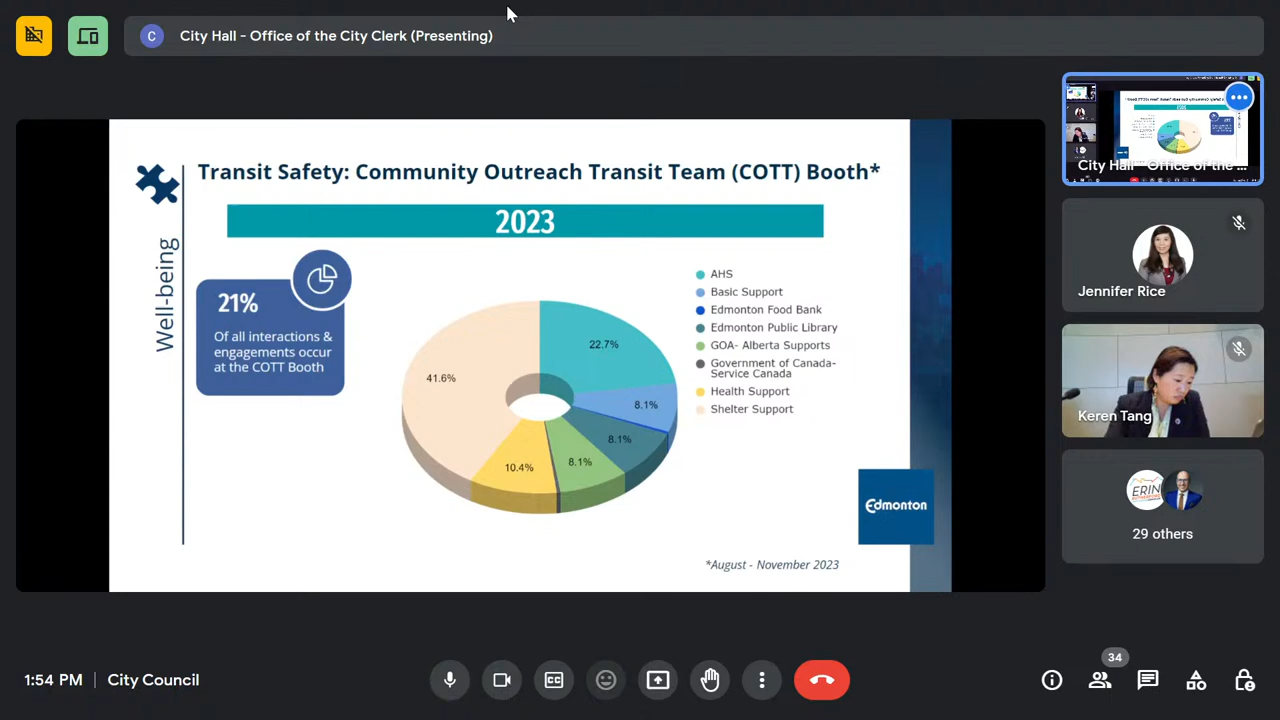 C City Hall - Office of the City Clerk (Presenting)
Transit Safety: Community Outreach Transit Team (COTT) Booth*
2023
Well-being
21%
Of all interactions &
engagements occur
at the COTT Booth
22.7%
8.1%
8.1%
8.1%
10.4%
41.6%
AHS
Basic Support
Edmonton Food Bank
Edmonton Public Library
GOA- Alberta Supports
Government of Canada-
Service Canada
Health Support
Shelter Support
Edmonton
*August - November 2023
City Hall - Office of the ...
Jennifer Rice
Keren Tang
ERIN
29 others
1:54 PM | City Council
CC
34